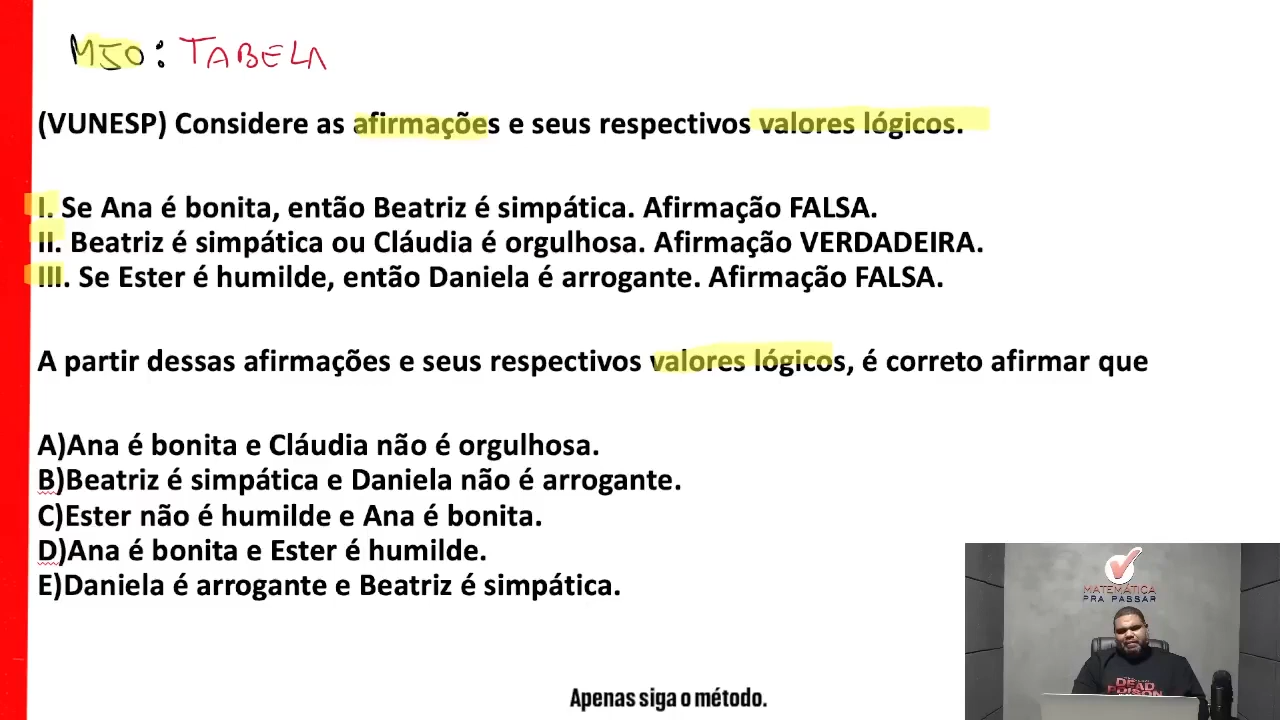 M50: TABELA
(VUNESP) Considere as afirmações e seus respectivos valores lógicos.
I. Se Ana é bonita, então Beatriz é simpática. Afirmação FALSA.
II. Beatriz é simpática ou Cláudia é orgulhosa. Afirmação VERDADEIRA.
III. Se Ester é humilde, então Daniela é arrogante. Afirmação FALSA.
A partir dessas afirmações e seus respectivos valores lógicos, é correto afirmar que
A)Ana é bonita e Cláudia não é orgulhosa.
B)Beatriz é simpática e Daniela não é arrogante.
C)Ester não é humilde e Ana é bonita.
D)Ana é bonita e Ester é humilde.
E)Daniela é arrogante e Beatriz é simpática.
MATEMÁTICA
PRA PASSAR
DEAD
Apenas siga o método.